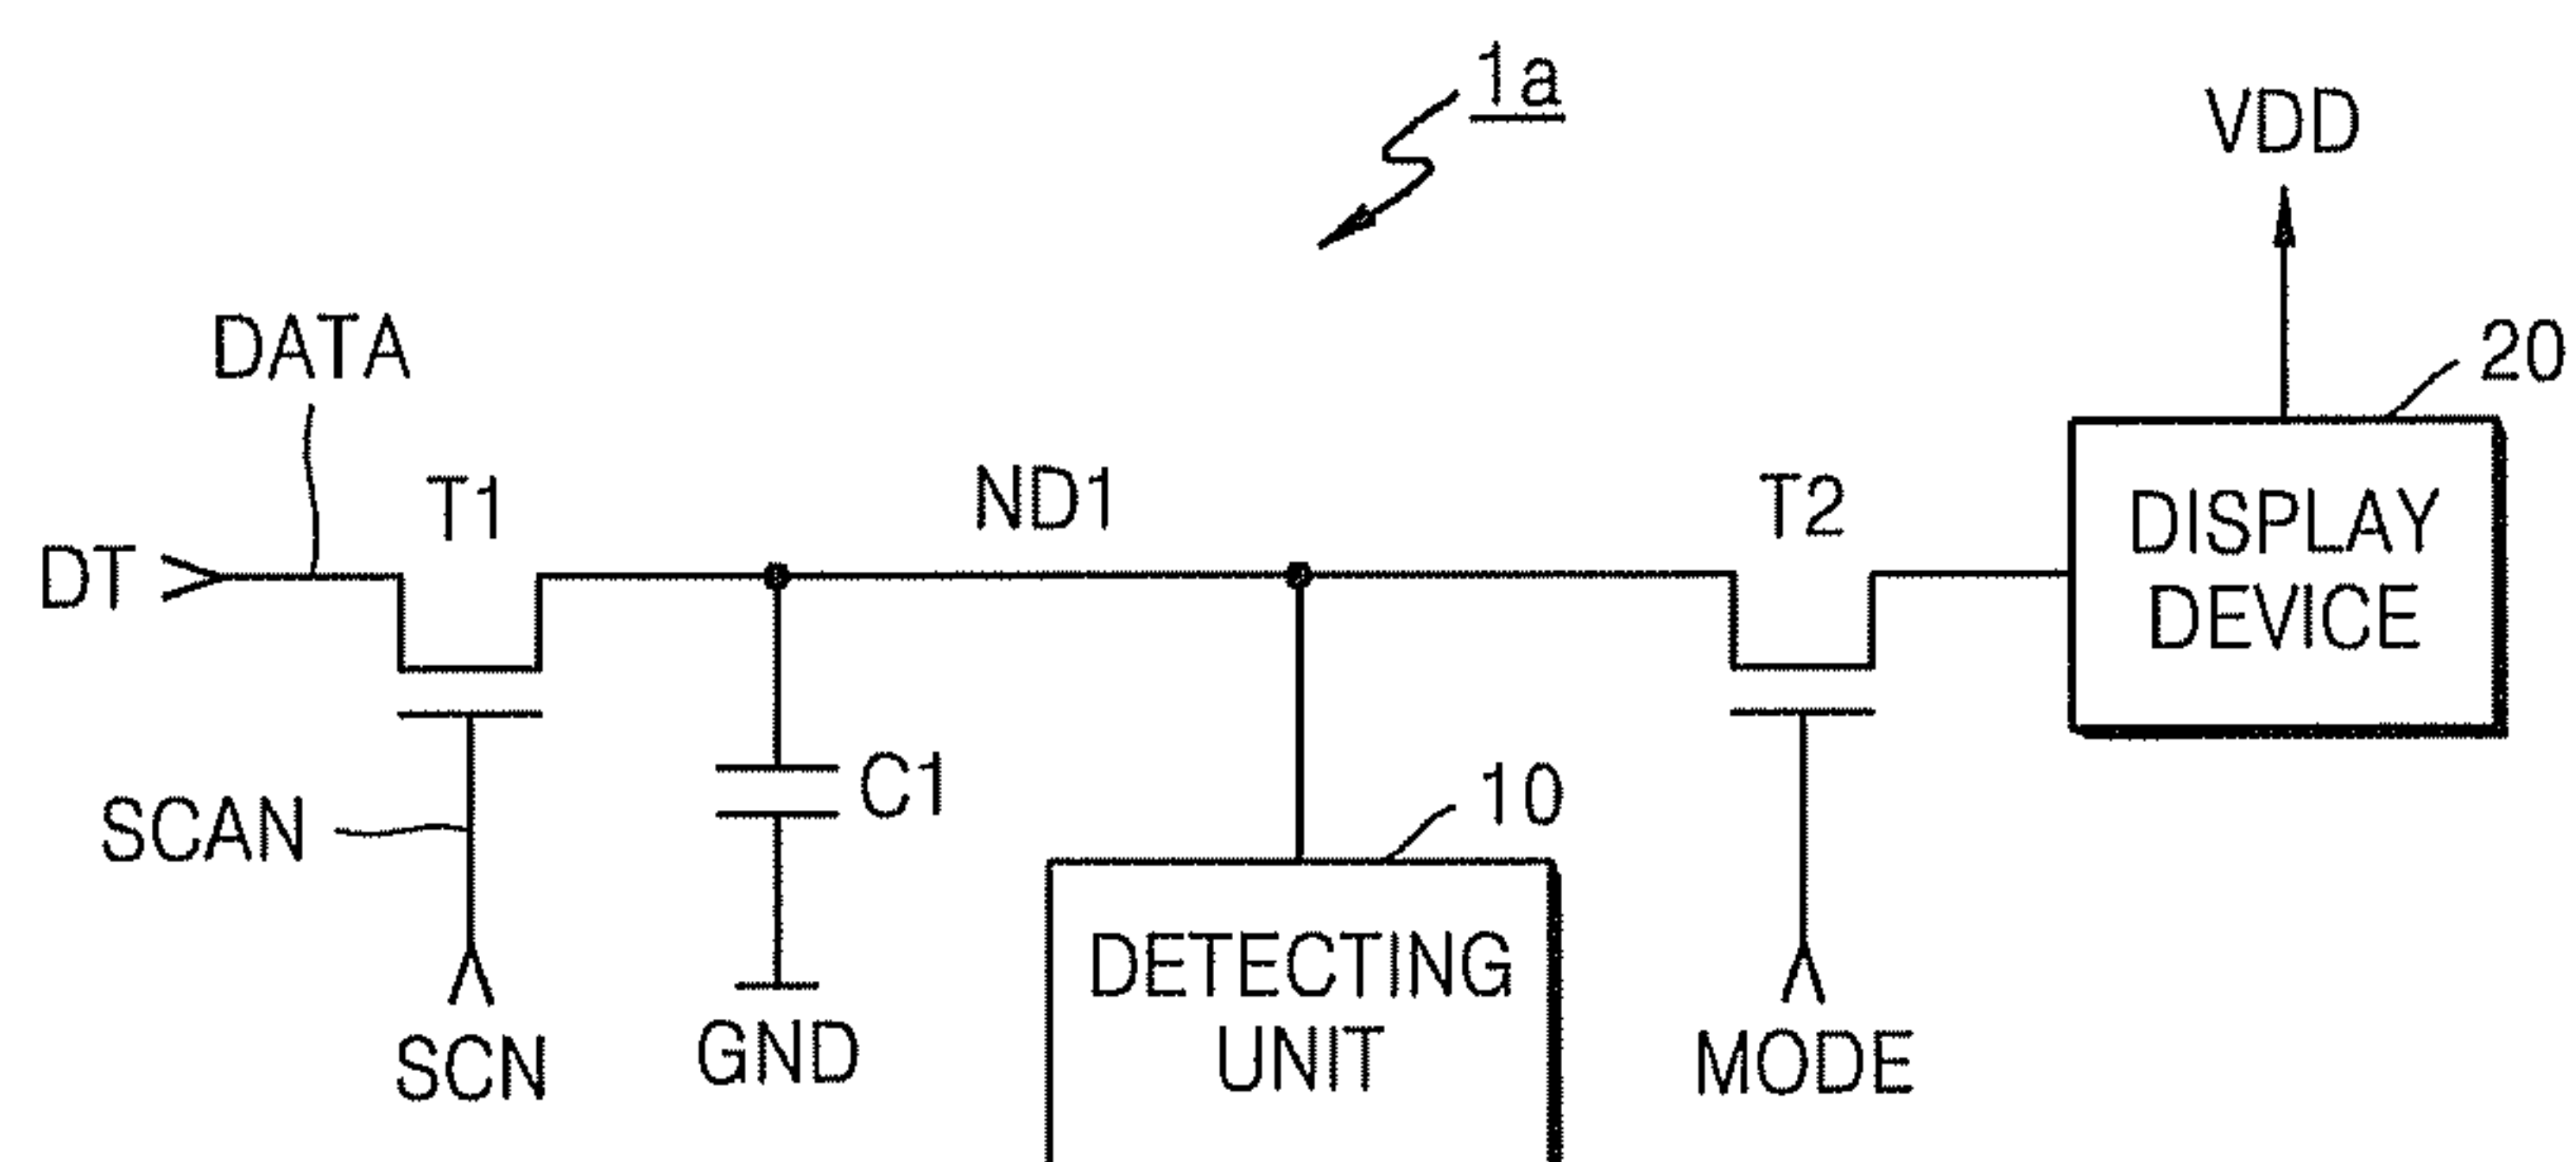 1a
VDD
DATA
20
T1
ND1
T2
DISPLAY
DEVICE
DT
C1
10
SCAN
DETECTING
UNIT
SCN
GND
MODE